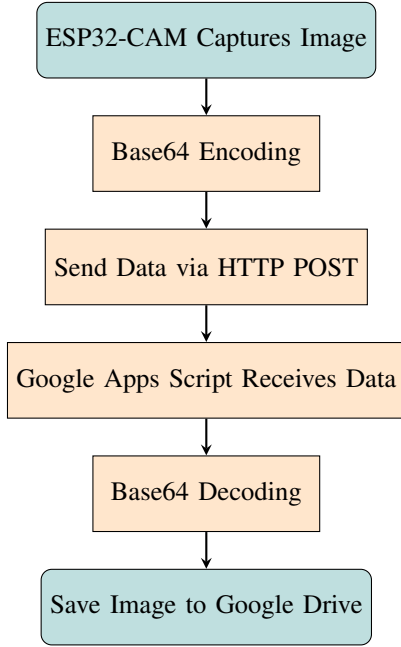 ESP32-CAM Captures Image
Base64 Encoding
Send Data via HTTP POST
Google Apps Script Receives Data
Base64 Decoding
Save Image to Google Drive